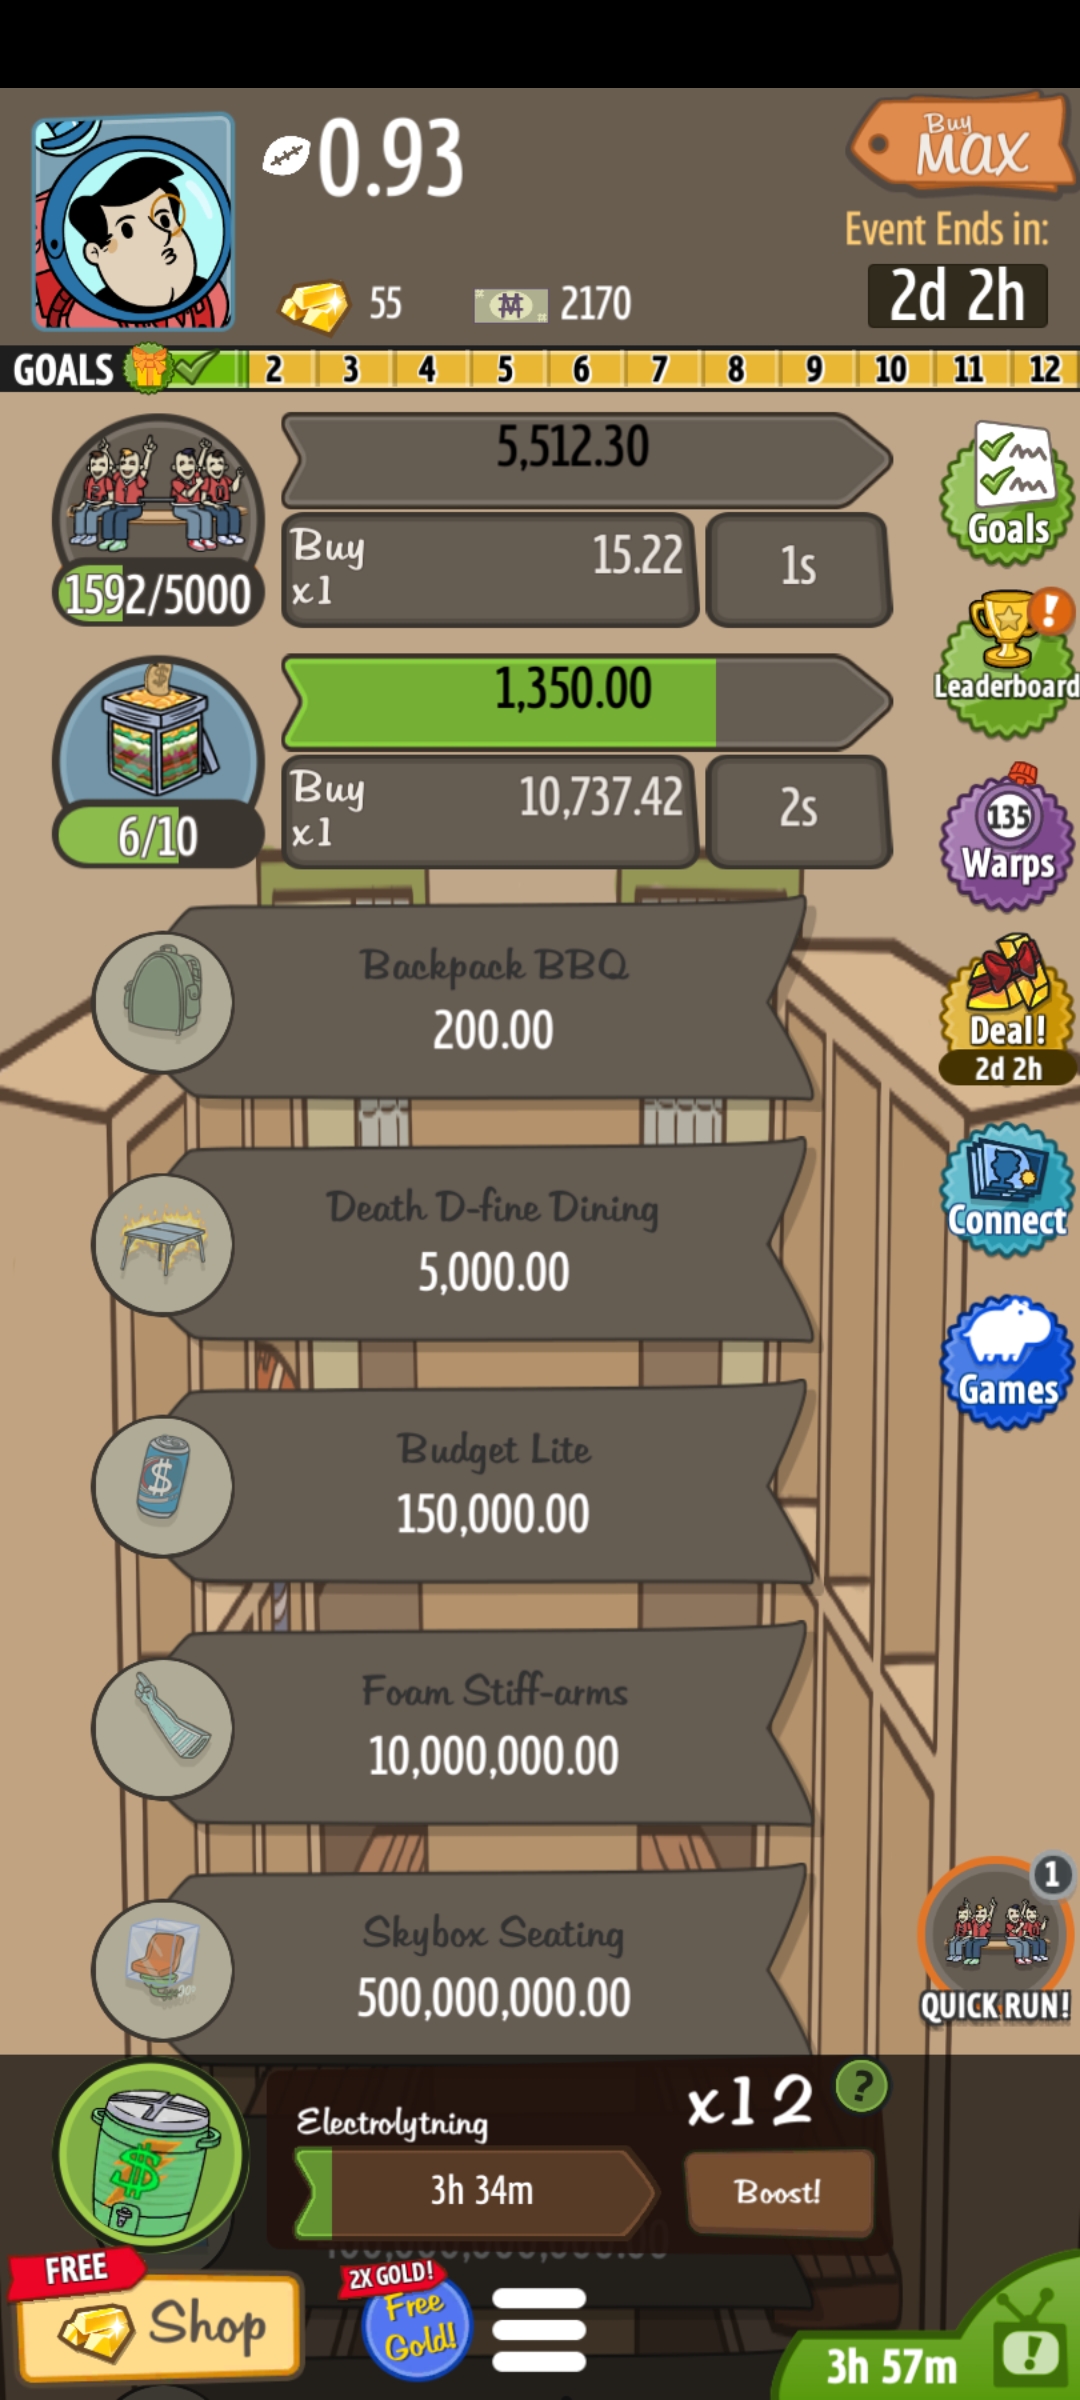 0.93
Buy
MAX
Event Ends in:
2d 2h
55
2170
GOALS 2 3 4 5 6 7 8 9 10 11 12
5,512.30
1592/5000
Buy
x1
15.22
1s
Goals
Leaderboard
1,350.00
6/10
Buy
x1
10,737.42
2s
135
Warps
Backpack BBQ
200.00
Deal!
2d 2h
Death D-fine Dining
5,000.00
Connect
Games
Budget Lite
150,000.00
Foam Stiff-arms
10,000,000.00
Skybox Seating
500,000,000.00
1
QUICK RUN!
Electrolytning
x12
?
3h 34m
Boost!
FREE
Shop
2X GOLD!
Free
Gold!
3h 57m